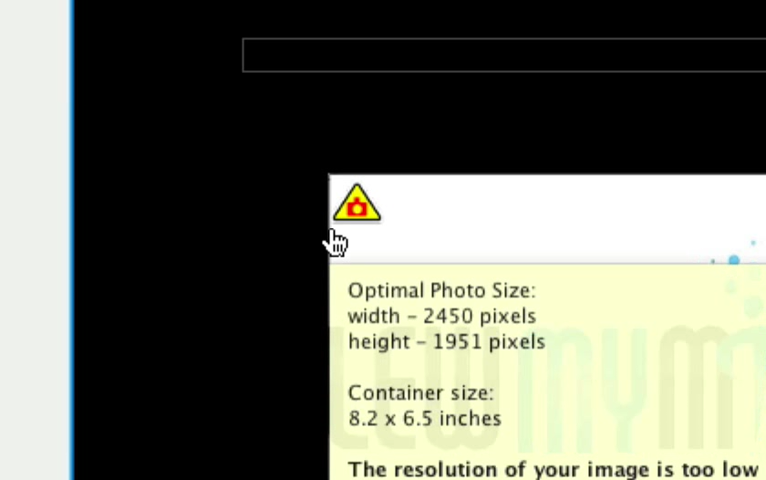 Optimal Photo Size:
width – 2450 pixels
height – 1951 pixels
Container size:
8.2 x 6.5 inches
The resolution of your image is too low